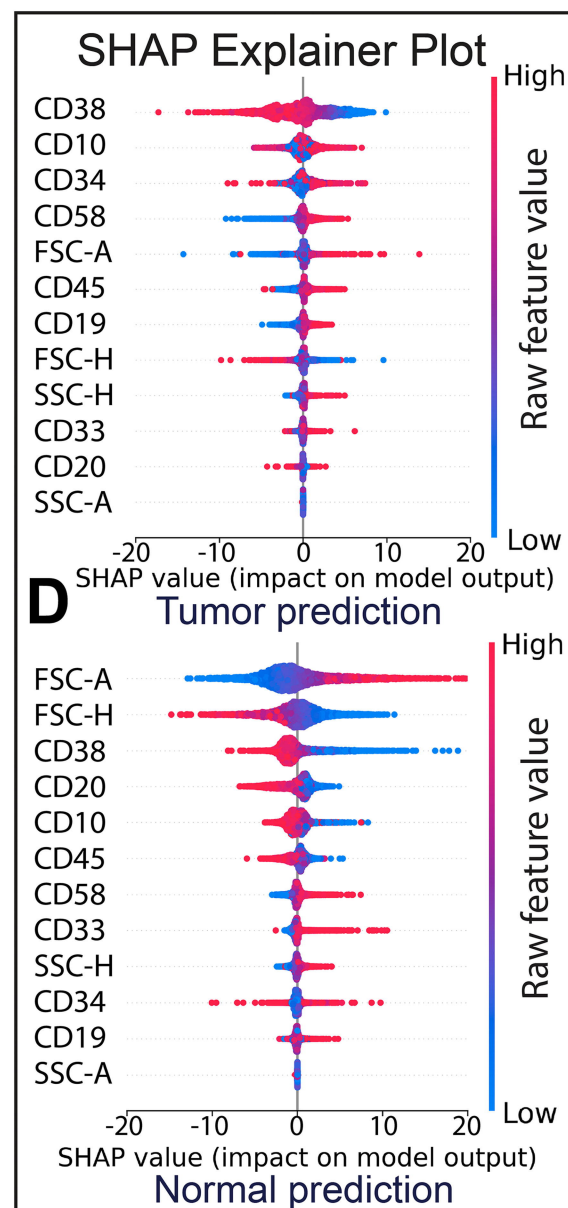 SHAP Explainer Plot
High
CD38
CD10
CD34
CD58
FSC-A
CD45
CD19
FSC-H
SSC-H
CD33
CD20
SSC-A
Raw feature value
Low
-20 -10 0 10 20
SHAP value (impact on model output)
Tumor prediction
D
High
FSC-A
FSC-H
CD38
CD20
CD10
CD45
CD58
CD33
SSC-H
CD34
CD19
SSC-A
Raw feature value
Low
-20 -10 0 10 20
SHAP value (impact on model output)
Normal prediction